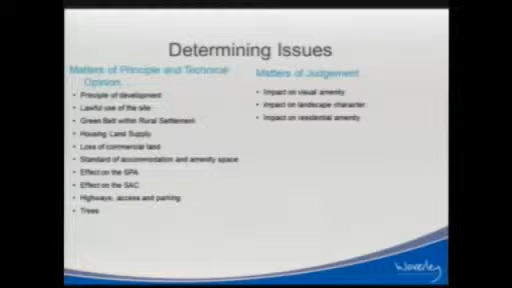 Determining Issues
Matters of Principle and Technical
Opinion
• Principle of development
• Lawful use of the site
• Green Belt within Rural Settlement
• Housing Land Supply
• Loss of commercial land
• Standard of accommodation and amenity space
• Effect on the SPA
• Effect on the SAC
• Highways, access and parking
• Trees
Matters of Judgement
• Impact on visual amenity
• Impact on landscape character
• Impact on residential amenity
Waverley